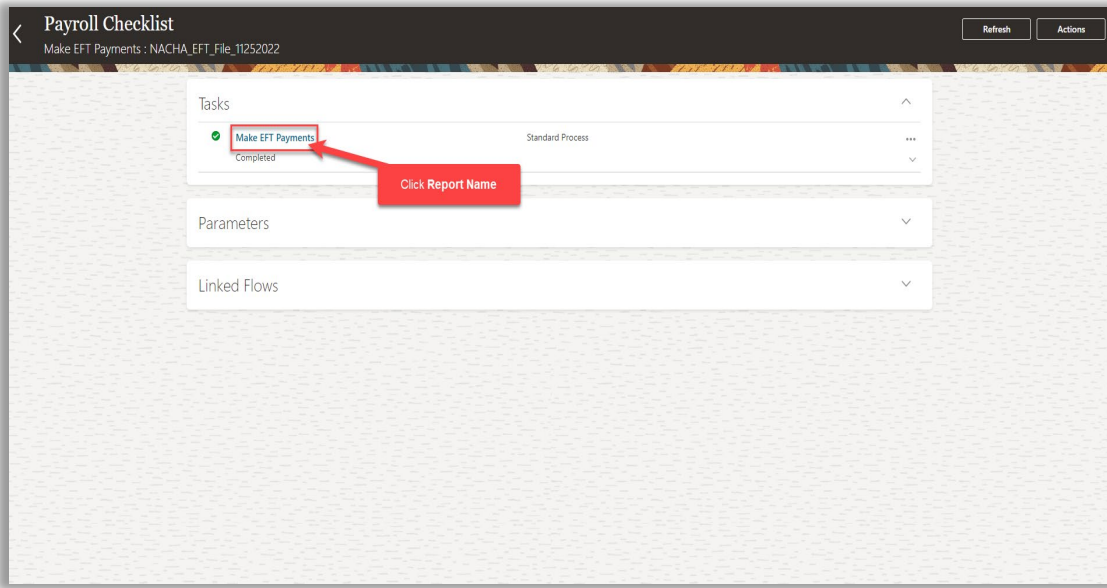 Payroll Checklist
Make EFT Payments : NACHA_EFT_File_11252022
Refresh
Actions
Tasks
Make EFT Payments
Standard Process
Completed
Click Report Name
Parameters
Linked Flows